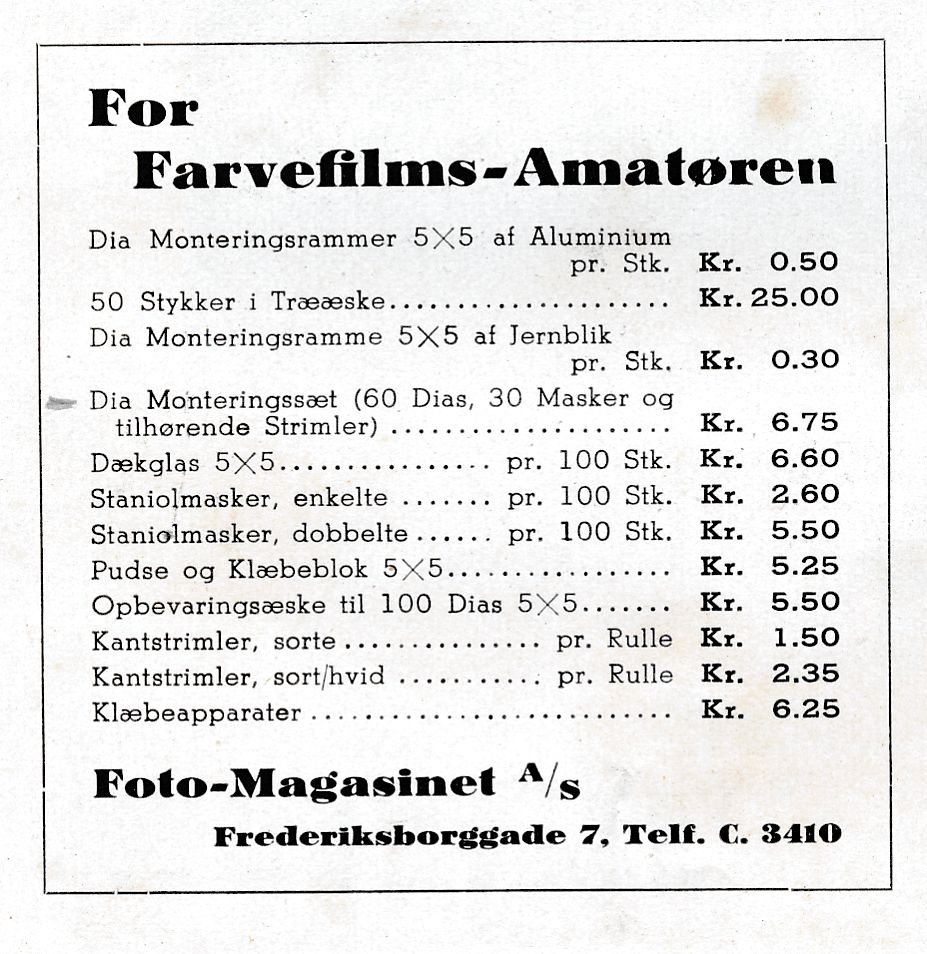 For
Farvefilms-Amatøren
Dia Monteringsrammer 5×5 af Aluminium
pr. Stk. Kr. 0.50
50 Stykker i Trææske..................... Kr. 25.00
Dia Monteringsramme 5×5 af Jernblik
pr. Stk. Kr. 0.30
Dia Monteringssæt (60 Dias, 30 Masker og
tilhørende Strimler) ..................... Kr. 6.75
Dækglas 5×5................ pr. 100 Stk. Kr. 6.60
Staniolmasker, enkelte ....... pr. 100 Stk. Kr. 2.60
Staniolmasker, dobbelte ...... pr. 100 Stk. Kr. 5.50
Pudse og Klæbeblok 5×5................. Kr. 5.25
Opbevaringsæske til 100 Dias 5×5....... Kr. 5.50
Kantstrimler, sorte ............... pr. Rulle Kr. 1.50
Kantstrimler, sort/hvid ........... pr. Rulle Kr. 2.35
Klæbeapparater ........................... Kr. 6.25
Foto-Magasinet A/s
Frederiksborggade 7, Telf. C. 3410